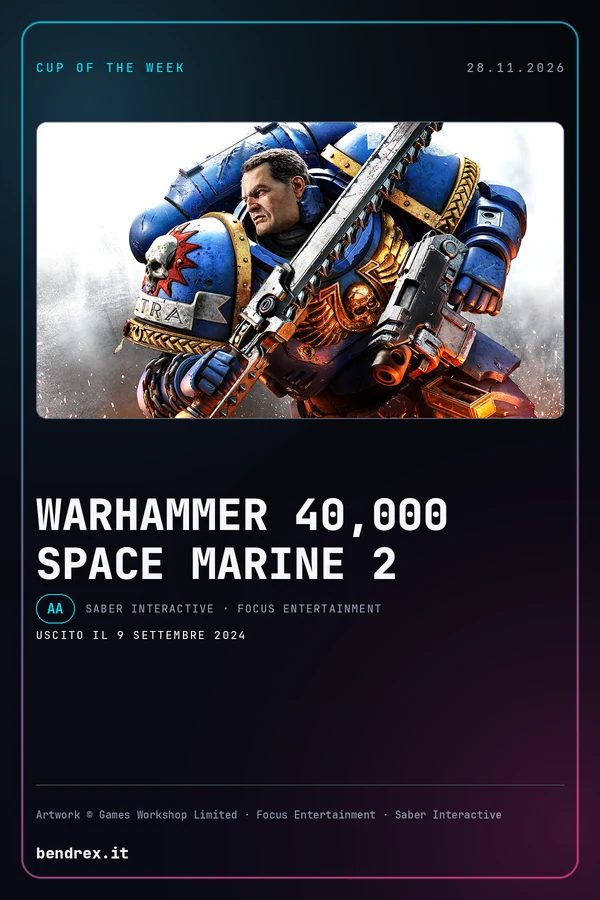 CUP OF THE WEEK
28.11.2026
TRA
WARHAMMER 40,000
SPACE MARINE 2
AA
SABER INTERACTIVE · FOCUS ENTERTAINMENT
USCITO IL 9 SETTEMBRE 2024
Artwork © Games Workshop Limited · Focus Entertainment · Saber Interactive
bendrex.it